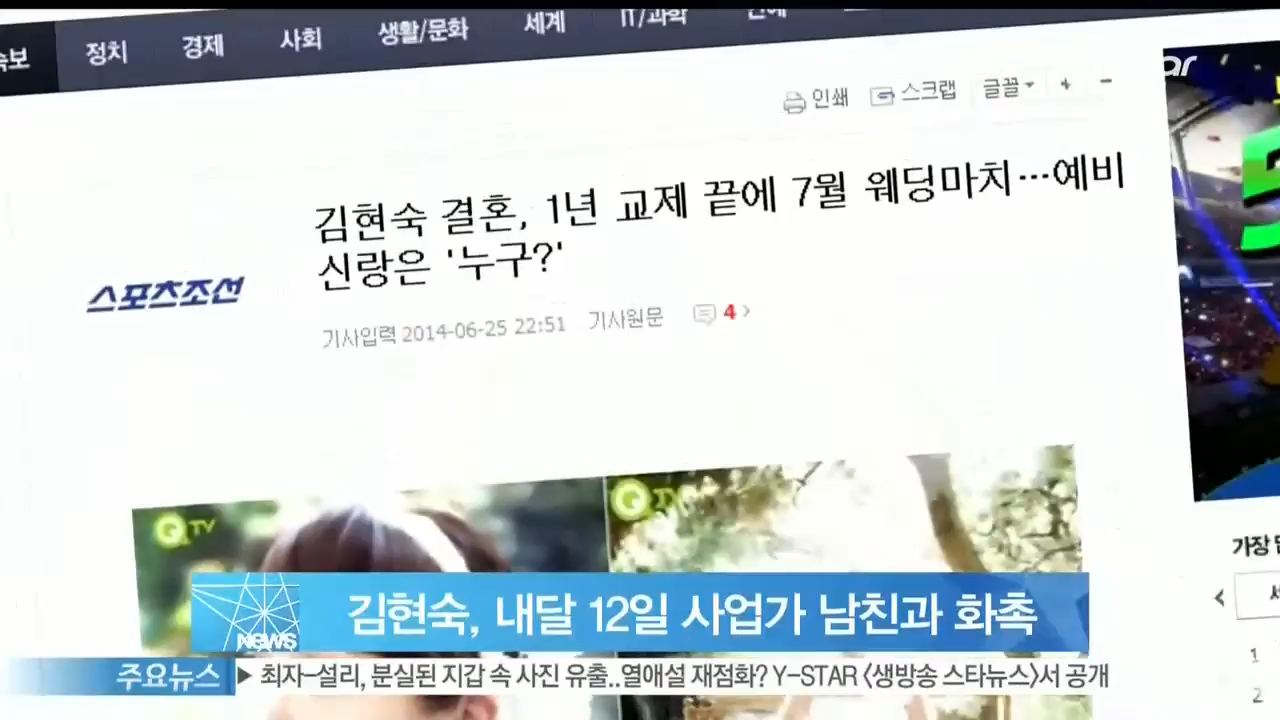 속보 정치 경제 사회 생활/문화 세계 IT/과학 연예
ar
인쇄 스크랩 글꼴 + -
김현숙 결혼, 1년 교제 끝에 7월 웨딩마치…예비
신랑은 '누구?'
스포츠조선
기사입력 2014-06-25 22:51 기사원문 4
QTV
QTV
가장
1
2
NEWS
김현숙, 내달 12일 사업가 남친과 화촉
주요뉴스 ▶ 최자-설리, 분실된 지갑 속 사진 유출..열애설 재점화? Y-STAR <생방송 스타뉴스>서 공개